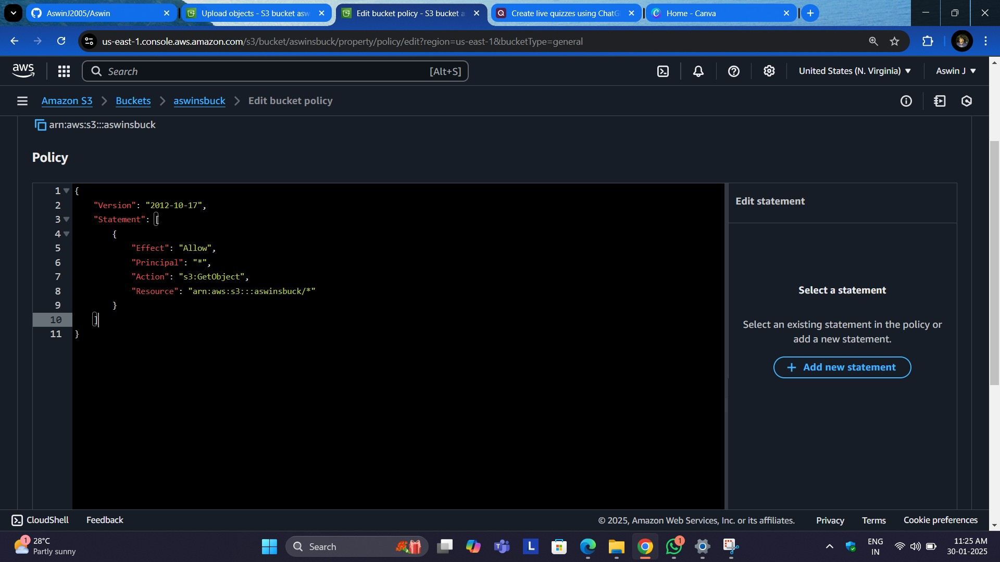 AswinJ2005/Aswin
Upload objects - S3 bucket asw
Edit bucket policy - S3 bucket a
Create live quizzes using ChatG
Home - Canva
us-east-1.console.aws.amazon.com/s3/bucket/aswinsbuck/property/policy/edit?region=us-east-1&bucketType=general
aws
Search
[Alt+S]
United States (N. Virginia)
Aswin J
Amazon S3
Buckets
aswinsbuck
Edit bucket policy
arn:aws:s3:::aswinsbuck
Policy
1 {
2 "Version": "2012-10-17",
3 "Statement": [
4 {
5 "Effect": "Allow",
6 "Principal": "*",
7 "Action": "s3:GetObject",
8 "Resource": "arn:aws:s3:::aswinsbuck/*"
9 }
10 ]
11 }
Edit statement
Select a statement
Select an existing statement in the policy or
add a new statement.
+ Add new statement
CloudShell
Feedback
© 2025, Amazon Web Services, Inc. or its affiliates.
Privacy
Terms
Cookie preferences
1
28°C
Partly sunny
Search
L
1
ENG
IN
11:25 AM
30-01-2025